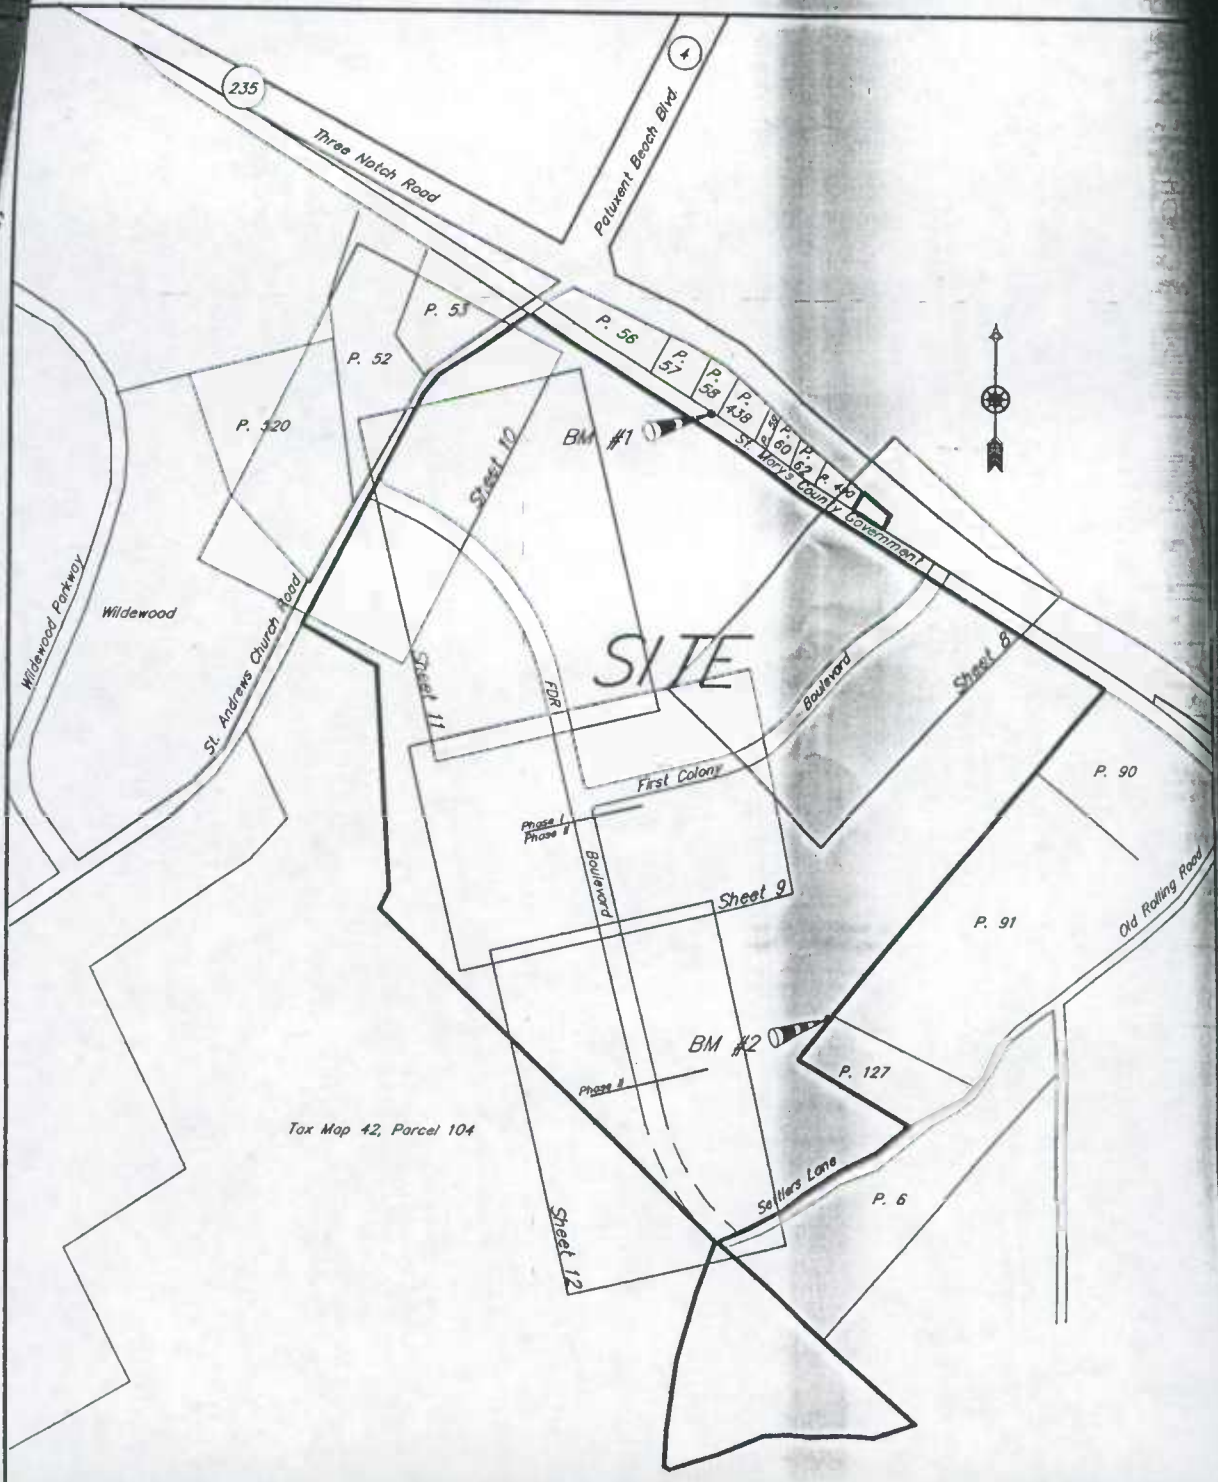 4
235
Three Notch Road
Patuxent Beach Blvd.
P. 53
P. 56
P. 52
P. 57
P. 58
P. 438
P. 59
P. 60
P. 62
P. 490
P. 320
BM #1
St. Mary's County Government
Sheet 10
Wildewood Parkway
Wildewood
St. Andrews Church Road
SITE
Sheet 8
Sheet 11
FDR
Boulevard
First Colony
Boulevard
P. 90
Phase I
Phase II
Sheet 9
Old Rolling Road
P. 91
BM #2
P. 127
Phase II
Tax Map 42, Parcel 104
Settlers Lane
P. 6
Sheet 12